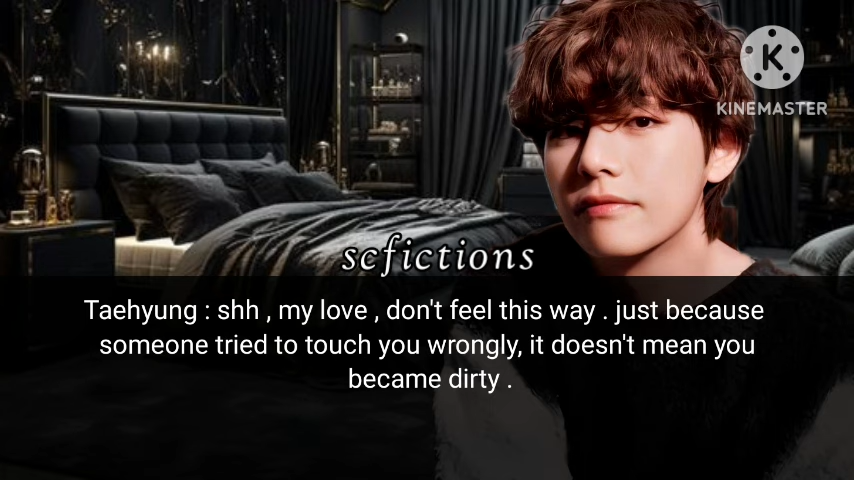 K
KINEMASTER
scfictions
Taehyung : shh , my love , don't feel this way . just because
someone tried to touch you wrongly, it doesn't mean you
became dirty .